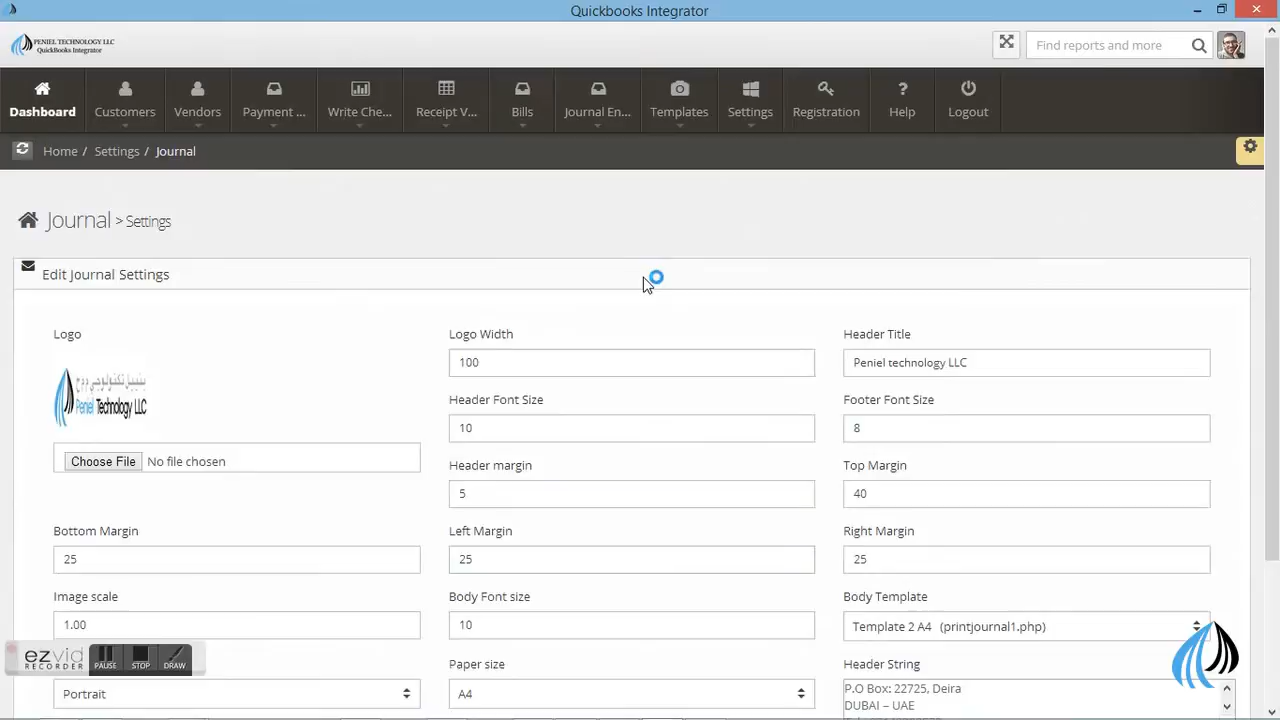 Quickbooks Integrator
PENIEL TECHNOLOGY LLC
QuickBooks Integrator
Find reports and more
Dashboard
Customers
Vendors
Payment ...
Write Che...
Receipt V...
Bills
Journal En...
Templates
Settings
Registration
Help
Logout
Home / Settings / Journal
Journal > Settings
Edit Journal Settings
Logo
Logo Width
Header Title
100
Peniel technology LLC
Peniel Technology LLC
Header Font Size
Footer Font Size
10
8
Choose File No file chosen
Header margin
Top Margin
5
40
Bottom Margin
Left Margin
Right Margin
25
25
25
Image scale
Body Font size
Body Template
1.00
10
Template 2 A4 (printjournal1.php)
ezvid
RECORDER
PAUSE
STOP
DRAW
Paper size
Header String
Portrait
A4
P.O Box: 22725, Deira
DUBAI – UAE